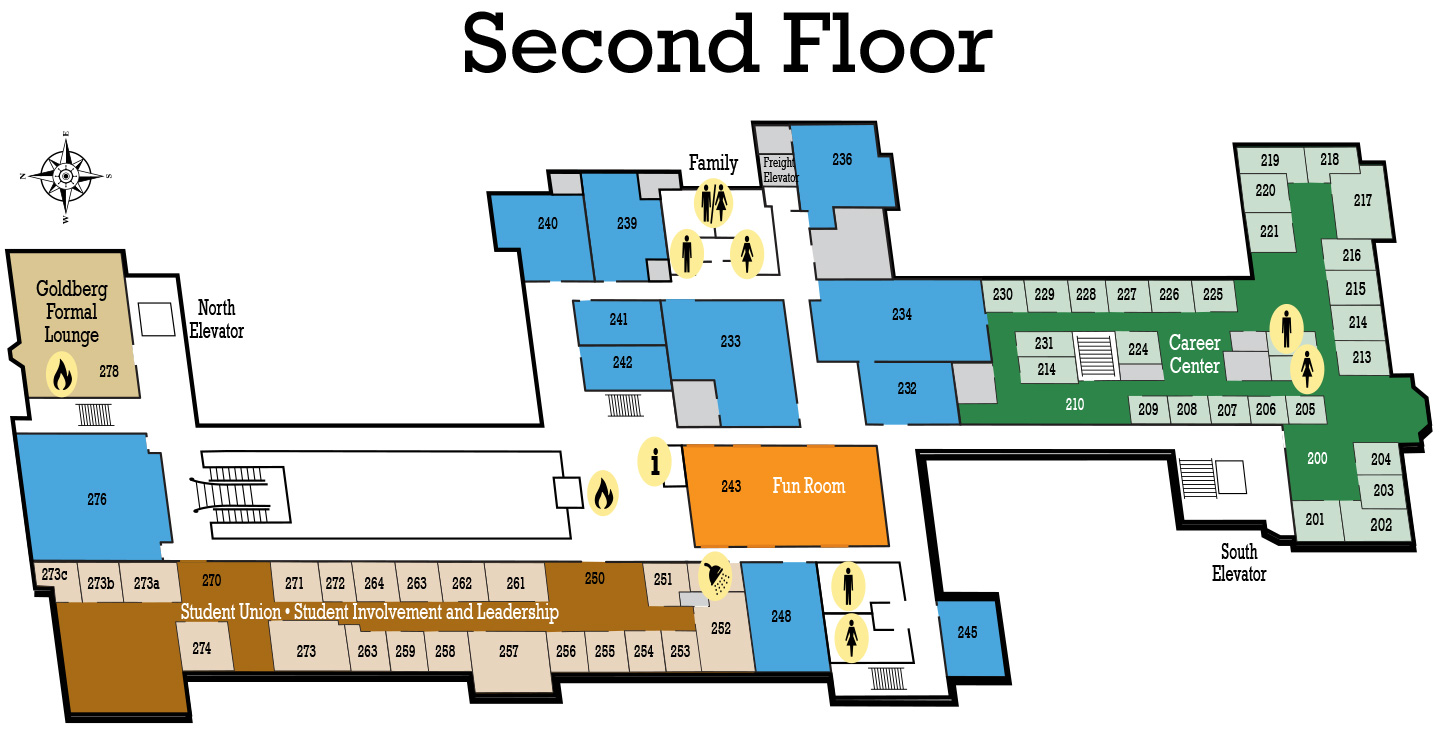 Second Floor
E
N
S
W
Family
Freight
Elevator
236
240
239
219
218
220
217
221
216
215
214
213
Goldberg
Formal
Lounge
278
North
Elevator
241
242
233
234
232
230
229
228
227
226
225
231
214
224
Career
Center
210
209
208
207
206
205
200
204
203
201
202
276
i
243
Fun Room
South
Elevator
273c
273b
273a
270
271
272
264
263
262
261
250
251
Student Union • Student Involvement and Leadership
274
273
263
259
258
257
256
255
254
253
252
248
245